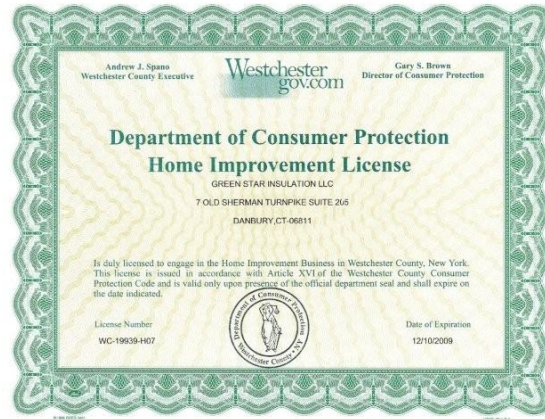 Andrew J. Spano
Westchester County Executive
Westchester
gov.com
Gary S. Brown
Director of Consumer Protection
Department of Consumer Protection
Home Improvement License
GREEN STAR INSULATION LLC
7 OLD SHERMAN TURNPIKE SUITE 205
DANBURY,CT-06811
Is duly licensed to engage in the Home Improvement Business in Westchester County, New York.
This license is issued in accordance with Article XVI of the Westchester County Consumer
Protection Code and is valid only upon presence of the official department seal and shall expire on
the date indicated.
License Number
WC-19939-H07
Department of Consumer Protection
Westchester County
Date of Expiration
12/10/2009